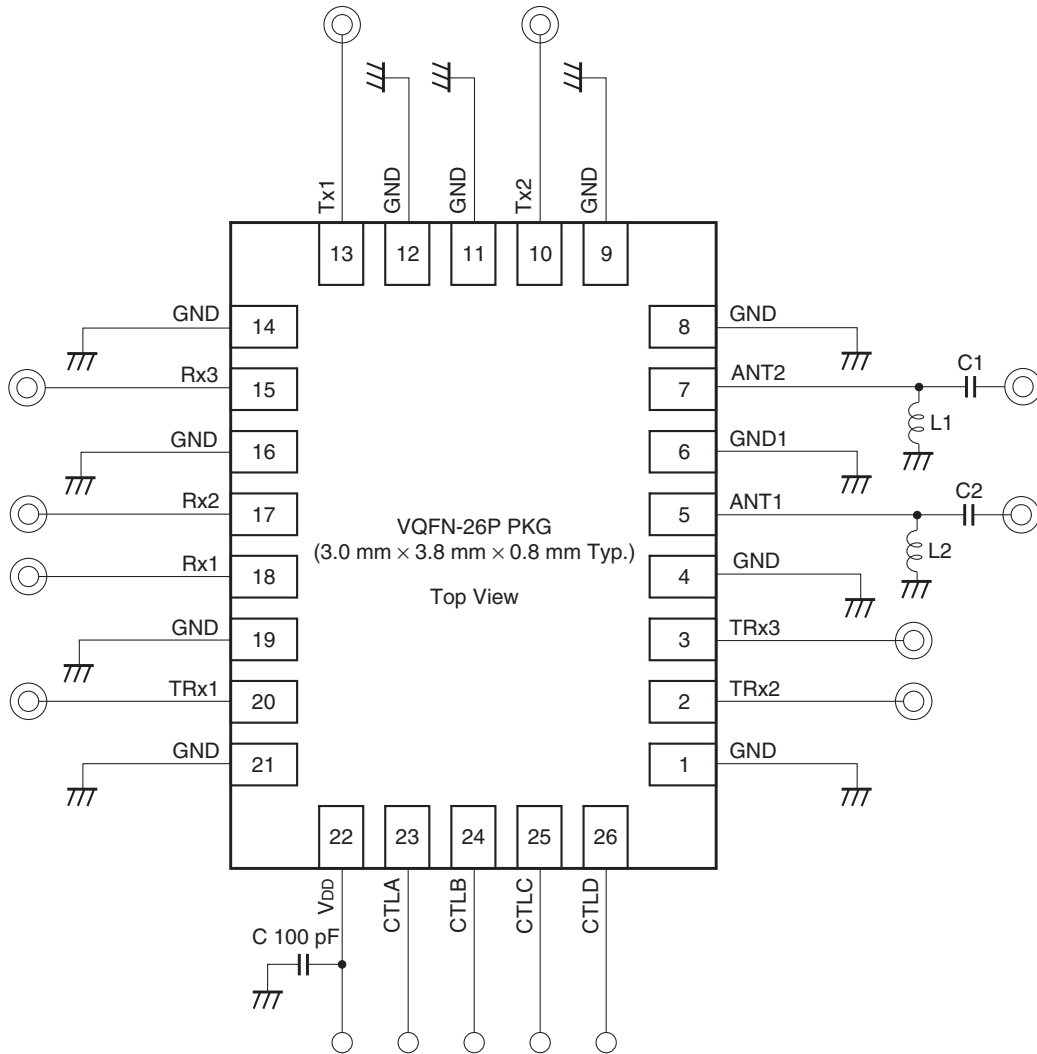 Tx1
GND
GND
Tx2
GND
13
12
11
10
9
GND
14
8
GND
Rx3
15
7
ANT2
C1
L1
GND
16
6
GND1
Rx2
17
5
ANT1
C2
L2
VQFN-26P PKG
(3.0 mm × 3.8 mm × 0.8 mm Typ.)
Top View
Rx1
18
4
GND
GND
19
3
TRx3
TRx1
20
2
TRx2
GND
21
1
GND
22
23
24
25
26
VDD
CTLA
CTLB
CTLC
CTLD
C 100 pF